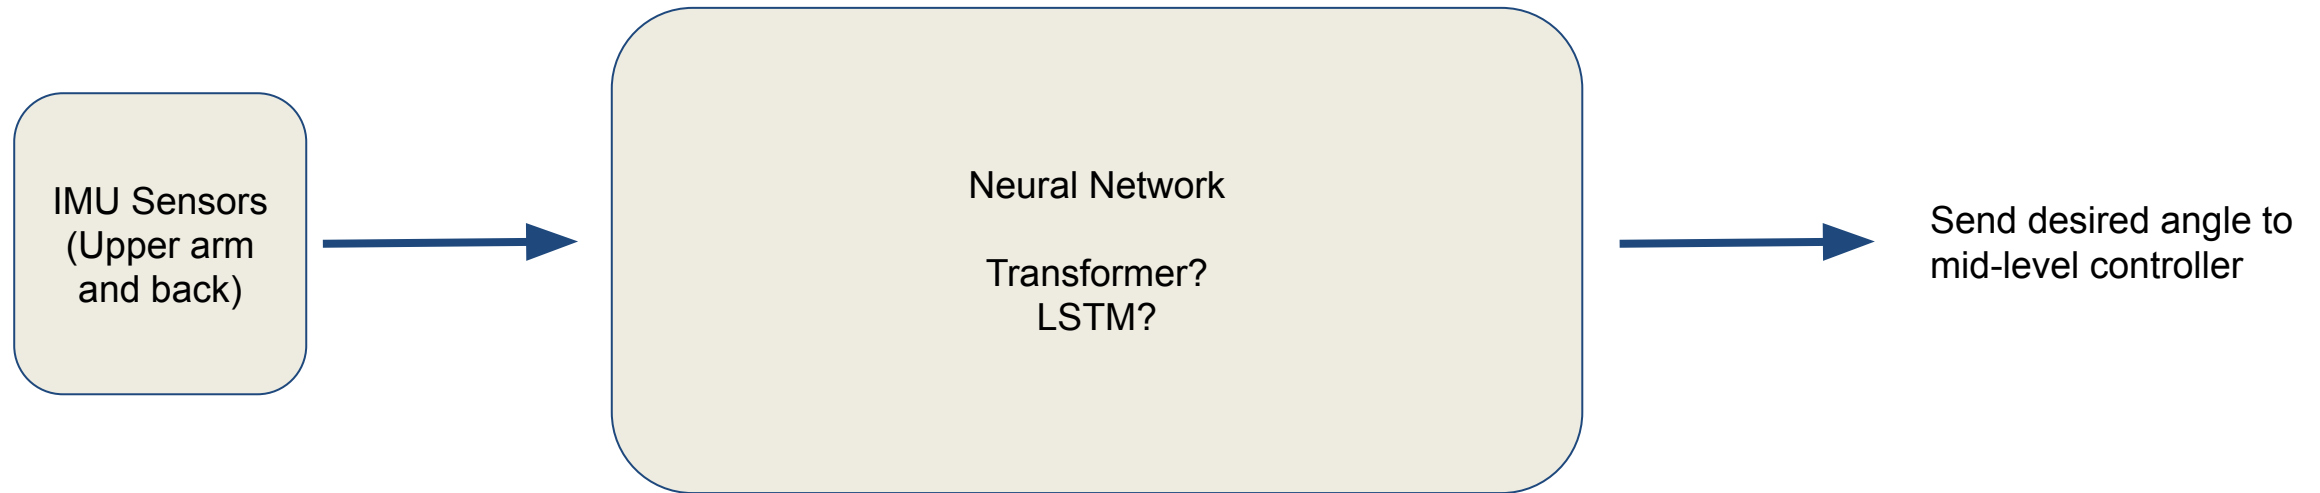 IMU Sensors
(Upper arm
and back)
Neural Network
Transformer?
LSTM?
Send desired angle to
mid-level controller